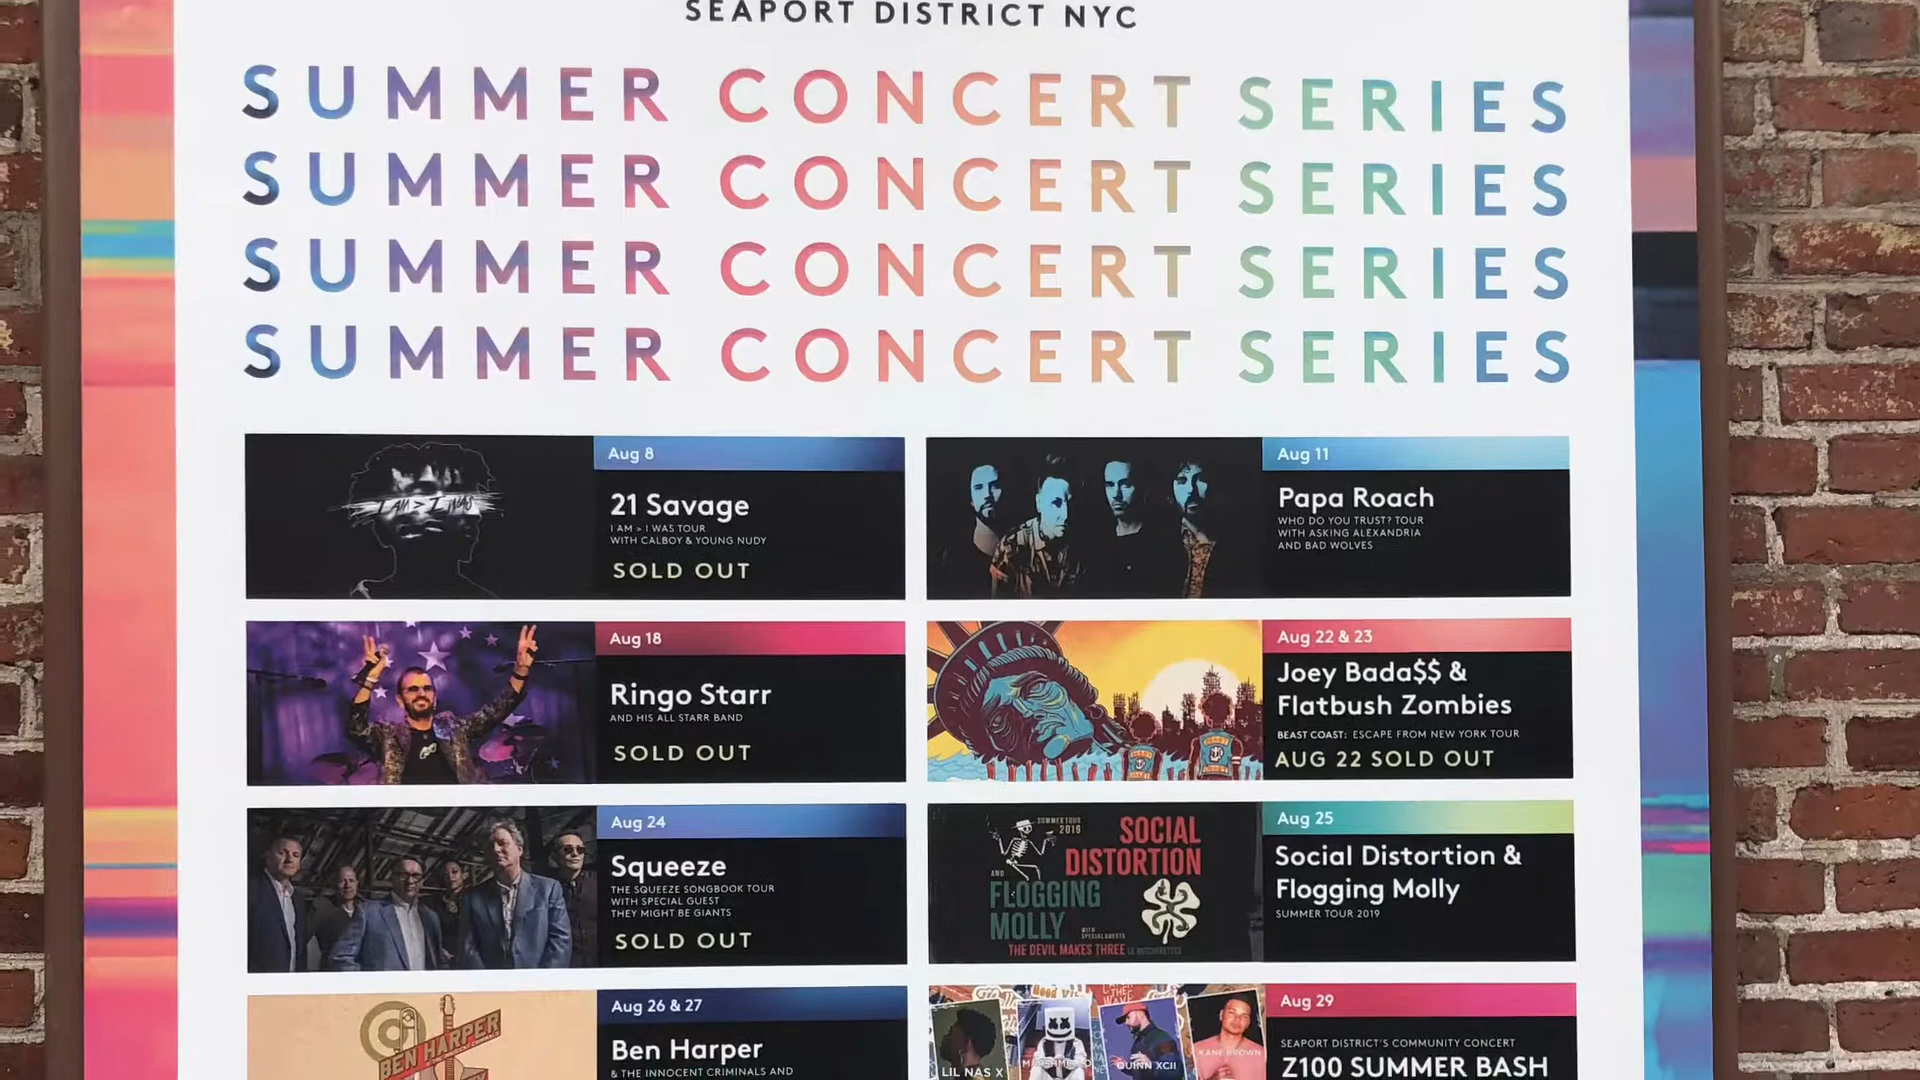 SEAPORT DISTRICT NYC
SUMMER CONCERT SERIES
SUMMER CONCERT SERIES
SUMMER CONCERT SERIES
SUMMER CONCERT SERIES
I AM > I WAS
Aug 8
21 Savage
I AM > I WAS TOUR
WITH CALBOY & YOUNG NUDY
SOLD OUT
Aug 11
Papa Roach
WHO DO YOU TRUST? TOUR
WITH ASKING ALEXANDRIA
AND BAD WOLVES
Aug 18
Ringo Starr
AND HIS ALL STARR BAND
SOLD OUT
Aug 22 & 23
Joey Bada$$ &
Flatbush Zombies
BEAST COAST: ESCAPE FROM NEW YORK TOUR
AUG 22 SOLD OUT
Aug 24
Squeeze
THE SQUEEZE SONGBOOK TOUR
WITH SPECIAL GUEST
THEY MIGHT BE GIANTS
SOLD OUT
SUMMER TOUR
2019
SOCIAL
DISTORTION
AND
FLOGGING
MOLLY
WITH
SPECIAL GUESTS
THE DEVIL MAKES THREE
Aug 25
Social Distortion &
Flogging Molly
SUMMER TOUR 2019
BEN HARPER
Aug 26 & 27
Ben Harper
& THE INNOCENT CRIMINALS AND
LIL NAS X
MARSHMELLO
QUINN XCII
KANE BROWN
Aug 29
SEAPORT DISTRICT'S COMMUNITY CONCERT
Z100 SUMMER BASH